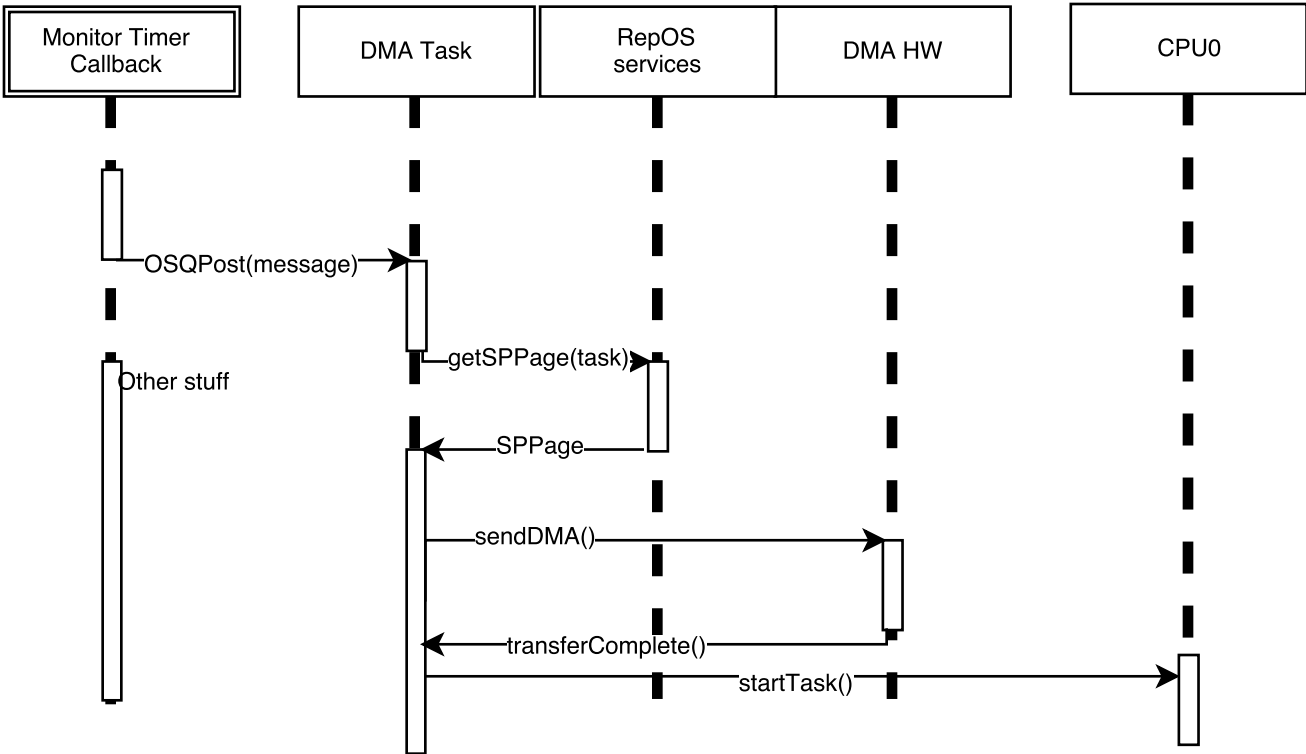 Monitor Timer
Callback
DMA Task
RepOS
services
DMA HW
CPU0
OSQPost(message)
getSPPage(task)
Other stuff
SPPage
sendDMA()
transferComplete()
startTask()